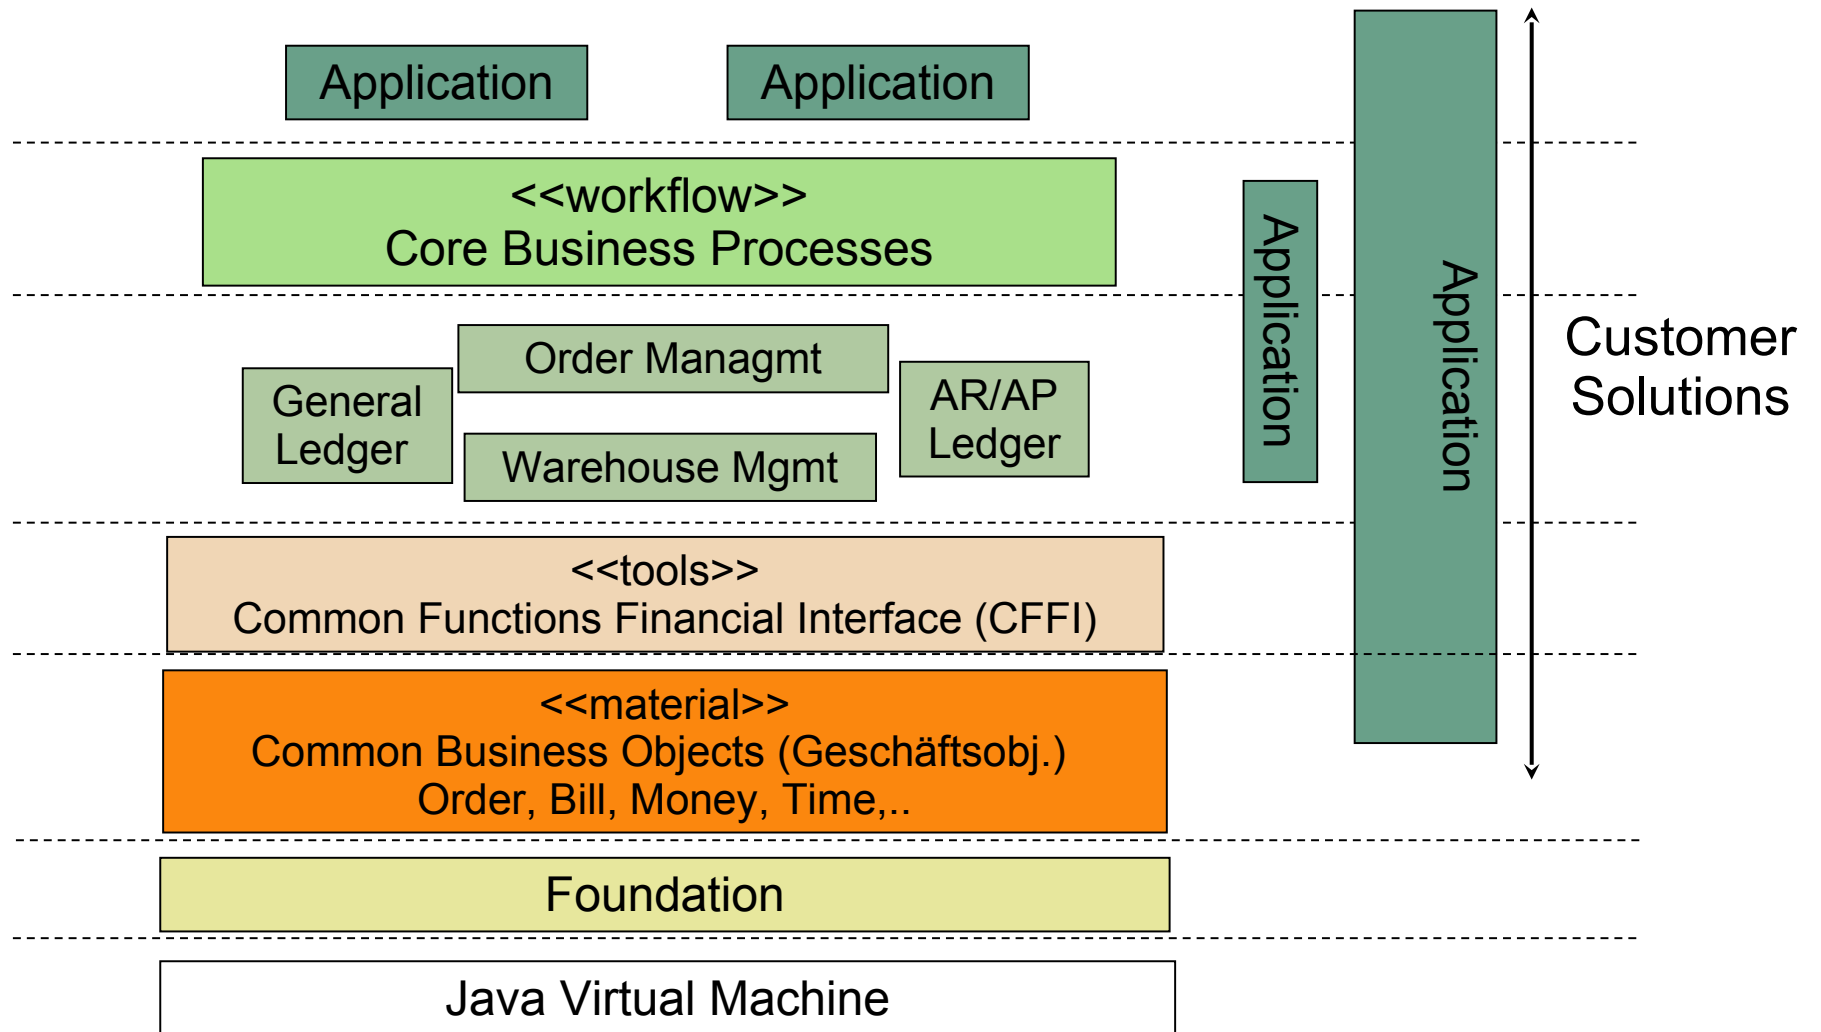 Application
Application
<<workflow>>
Core Business Processes
Application
Application
Customer
Solutions
Order Managmt
General
Ledger
AR/AP
Ledger
Warehouse Mgmt
<<tools>>
Common Functions Financial Interface (CFFI)
<<material>>
Common Business Objects (Geschäftsobj.)
Order, Bill, Money, Time,..
Foundation
Java Virtual Machine